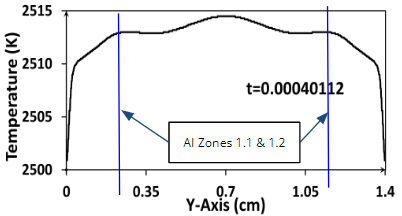 2515
2510
2505
2500
Temperature (K)
t=0.00040112
Al Zones 1.1 & 1.2
0
0.35
0.7
1.05
1.4
Y-Axis (cm)